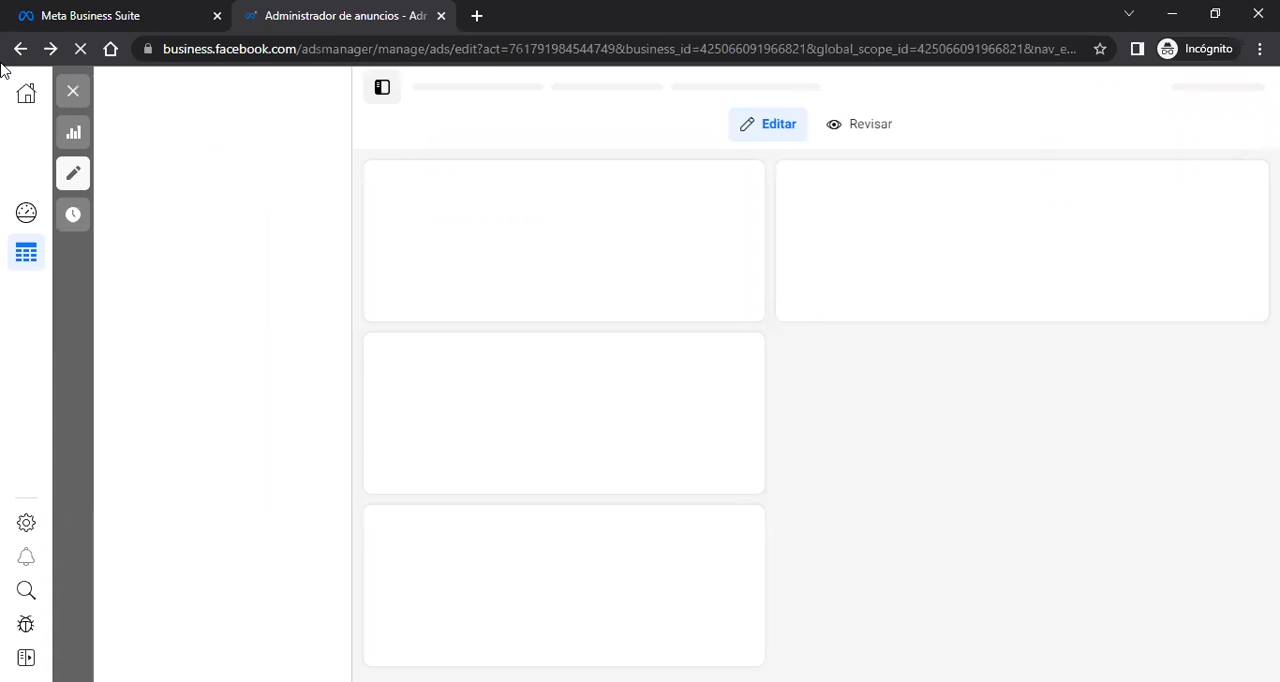 Meta Business Suite
Administrador de anuncios - Adr
business.facebook.com/adsmanager/manage/ads/edit?act=761791984544749&business_id=425066091966821&global_scope_id=425066091966821&nav_e...
Incógnito
Editar
Revisar